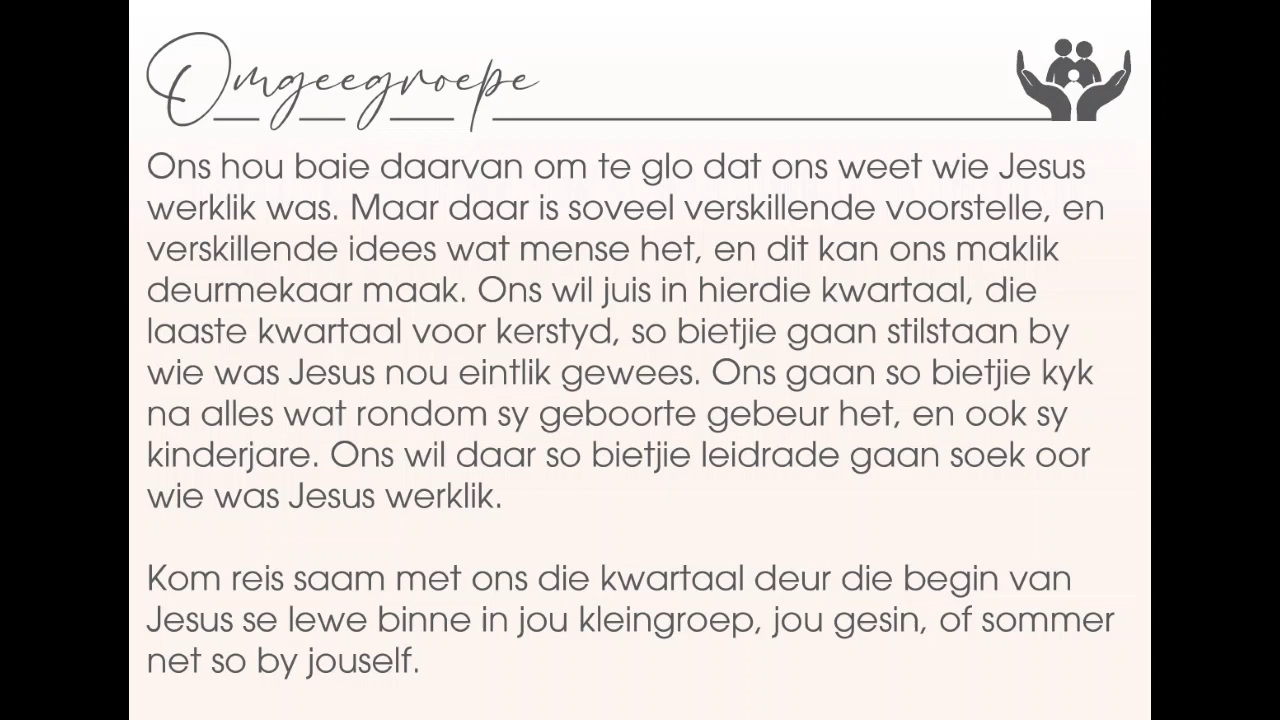 Omgeegroepe
Ons hou baie daarvan om te glo dat ons weet wie Jesus
werklik was. Maar daar is soveel verskillende voorstelle, en
verskillende idees wat mense het, en dit kan ons maklik
deurmekaar maak. Ons wil juis in hierdie kwartaal, die
laaste kwartaal voor kerstyd, so bietjie gaan stilstaan by
wie was Jesus nou eintlik gewees. Ons gaan so bietjie kyk
na alles wat rondom sy geboorte gebeur het, en ook sy
kinderjare. Ons wil daar so bietjie leidrade gaan soek oor
wie was Jesus werklik.
Kom reis saam met ons die kwartaal deur die begin van
Jesus se lewe binne in jou kleingroep, jou gesin, of sommer
net so by jouself.